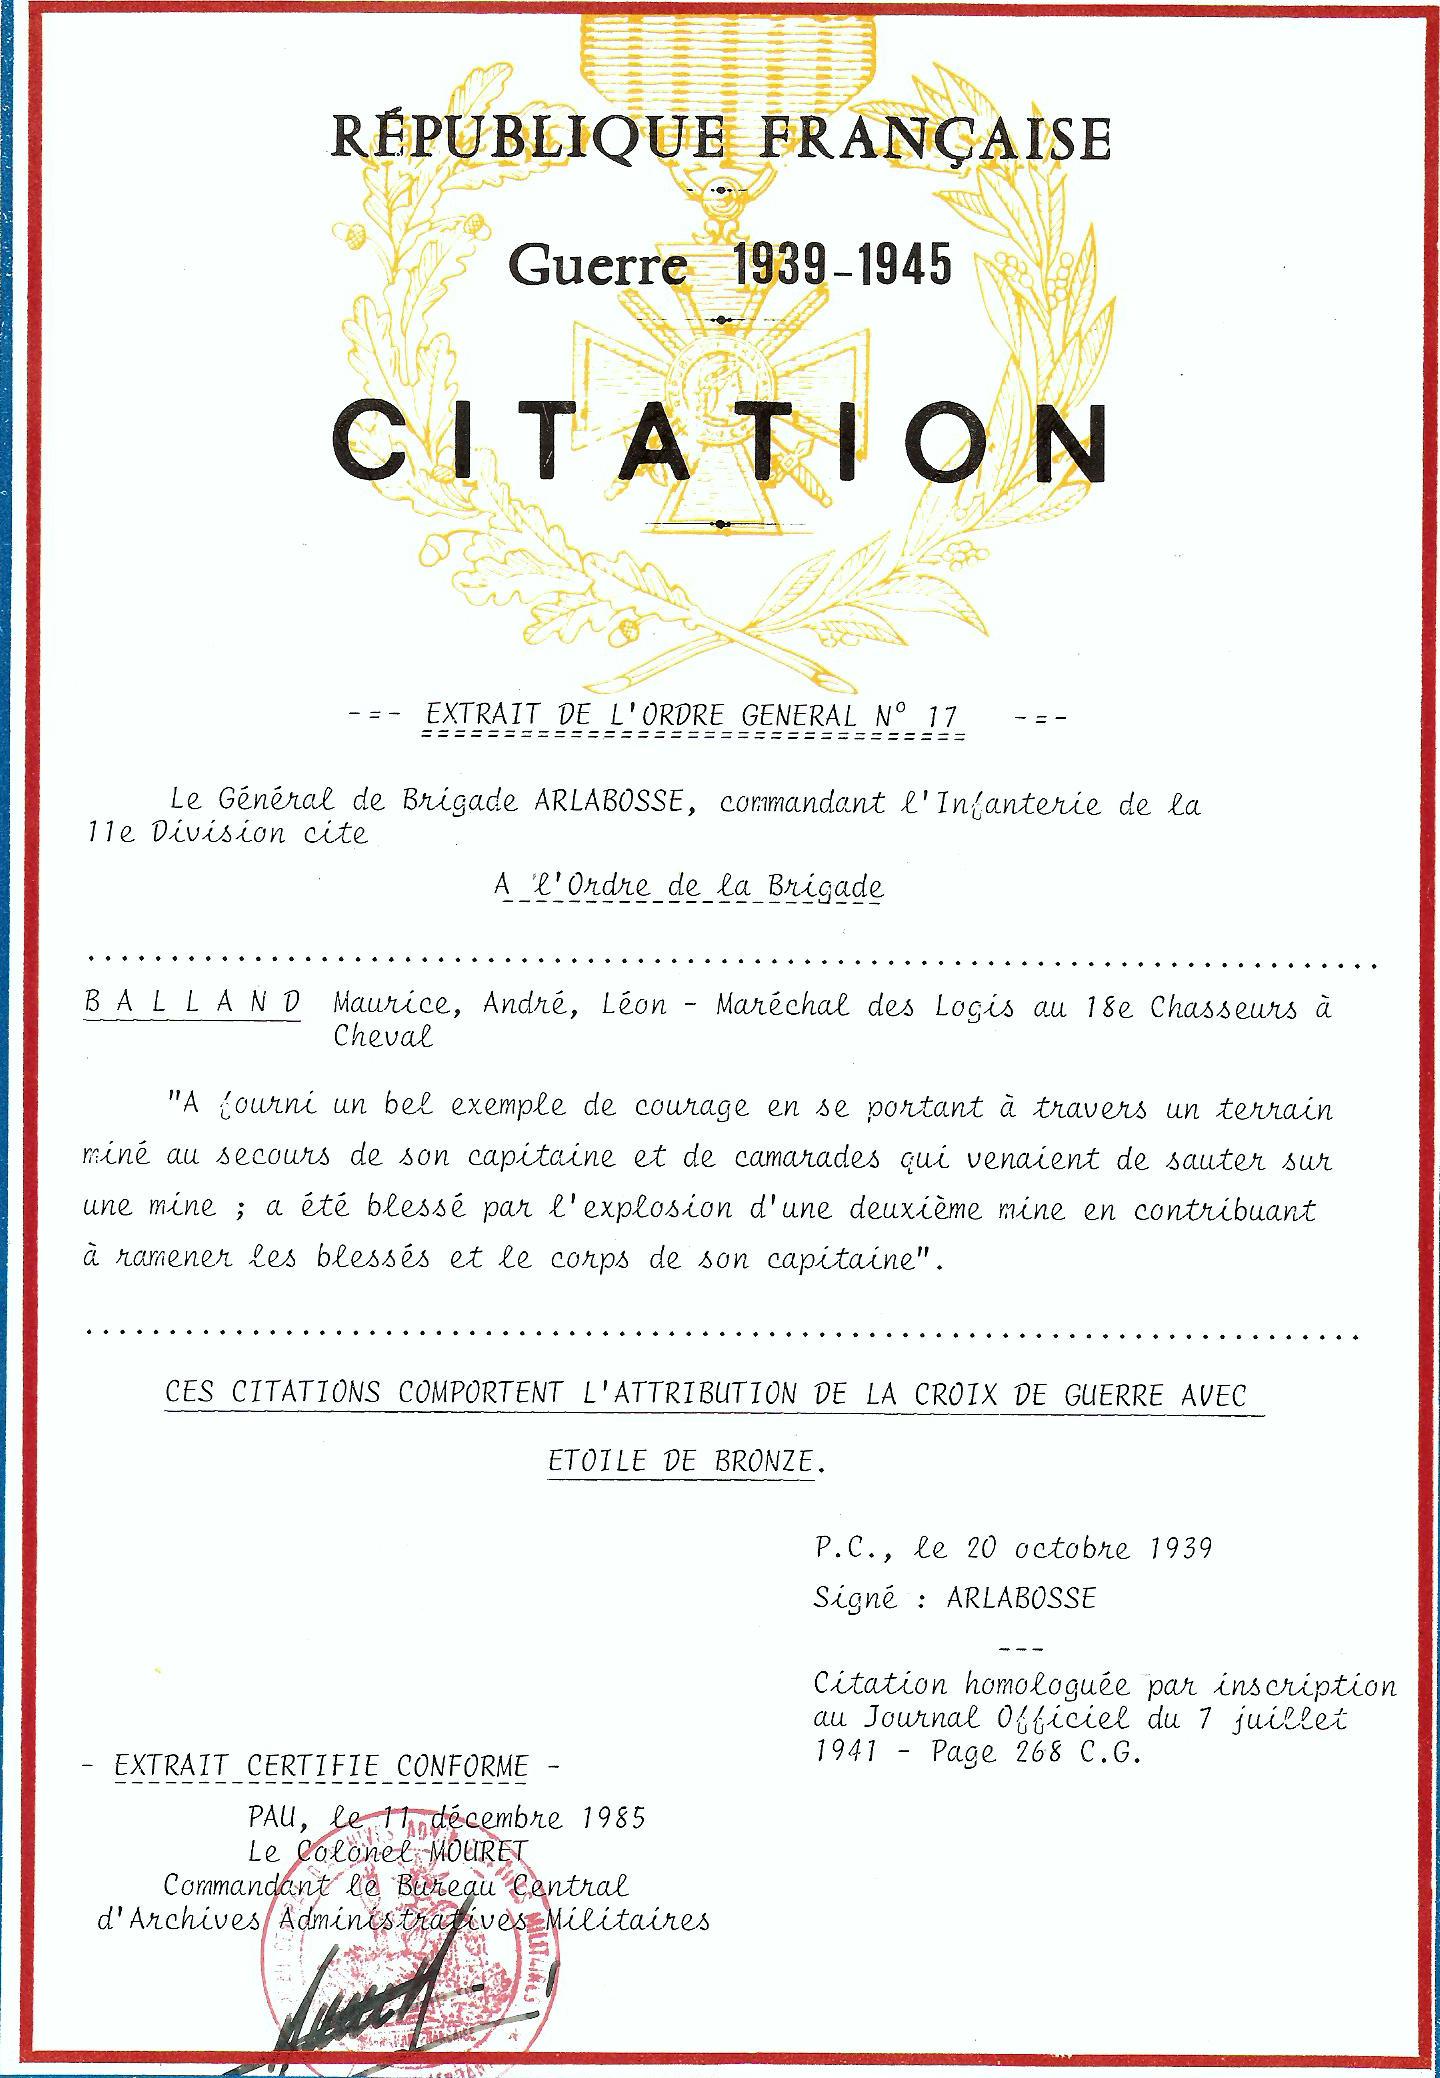 RÉPUBLIQUE FRANÇAISE
Guerre 1939-1945
CITATION
-=- EXTRAIT DE L'ORDRE GENERAL N° 17 -=-
Le Général de Brigade ARLABOSSE, commandant l'Infanterie de la
11e Division cite
A l'Ordre de la Brigade
BALLAND Maurice, André, Léon - Maréchal des Logis au 18e Chasseurs à
Cheval
"A fourni un bel exemple de courage en se portant à travers un terrain
miné au secours de son capitaine et de camarades qui venaient de sauter sur
une mine ; a été blessé par l'explosion d'une deuxième mine en contribuant
à ramener les blessés et le corps de son capitaine".
CES CITATIONS COMPORTENT L'ATTRIBUTION DE LA CROIX DE GUERRE AVEC
ETOILE DE BRONZE.
P.C., le 20 octobre 1939
Signé : ARLABOSSE
---
Citation homologuée par inscription
au Journal Officiel du 7 juillet
1941 - Page 268 C.G.
- EXTRAIT CERTIFIE CONFORME -
PAU, le 11 décembre 1985
Le Colonel MOURET
Commandant le Bureau Central
d'Archives Administratives Militaires